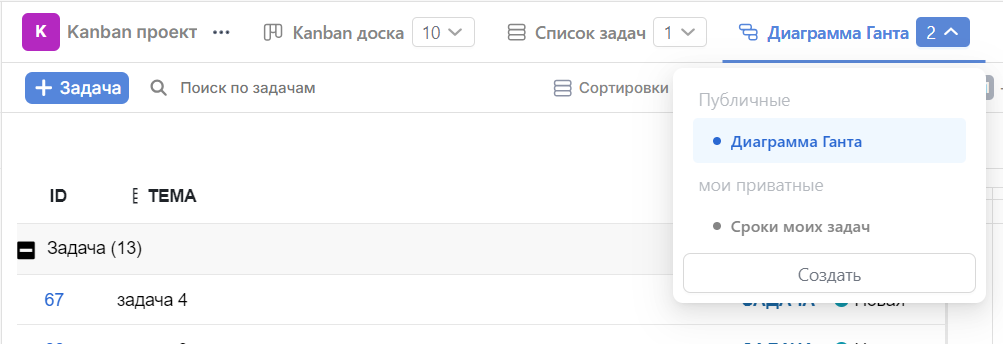 K Kanban проект ••• Kanban доска 10 Список задач 1 Диаграмма Ганта 2
+ Задача Поиск по задачам Сортировки
Публичные
Диаграмма Ганта
мои приватные
Сроки моих задач
Создать
ID ТЕМА
Задача (13)
67 задача 4 ЗАДАЧА Новая